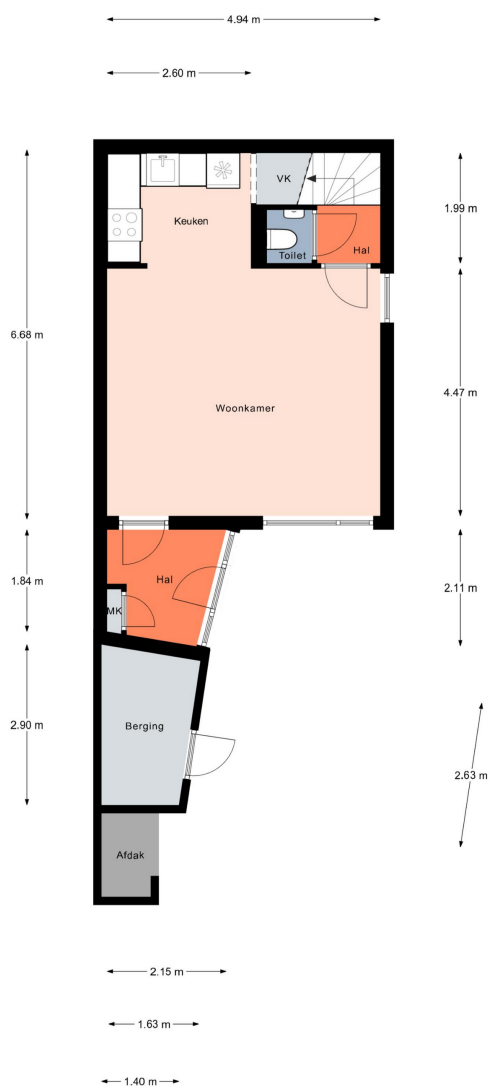 4.94 m
2.60 m
VK
Keuken
1.99 m
Toilet
Hal
6.68 m
4.47 m
Woonkamer
Hal
1.84 m
2.11 m
MK
2.90 m
Berging
2.63 m
Afdak
2.15 m
1.63 m
1.40 m